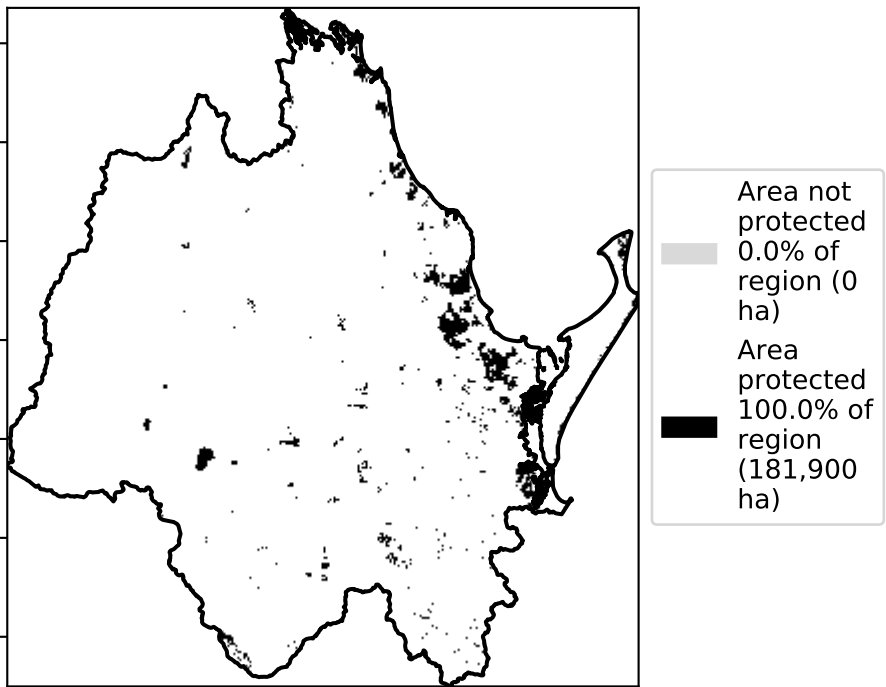 Area not
protected
0.0% of
region (0
ha)
Area
protected
100.0% of
region
(181,900
ha)